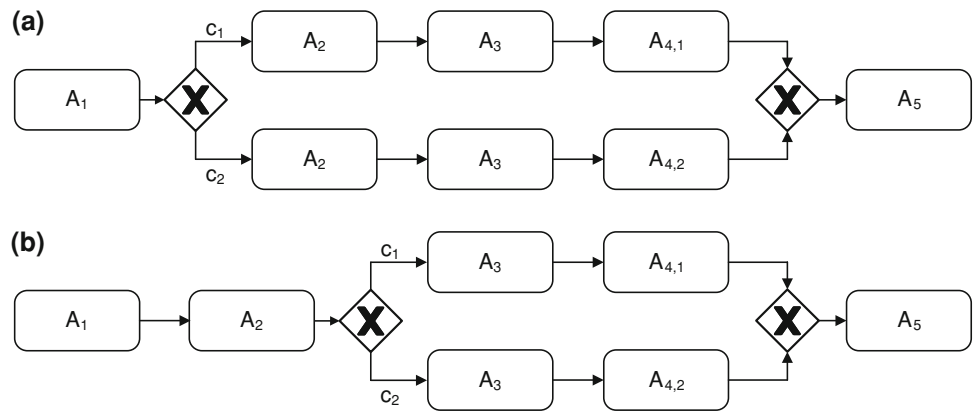 (a)
c₁
A₂ A₃ A₄,₁
A₁ X X A₅
c₂
A₂ A₃ A₄,₂
(b)
c₁
A₃ A₄,₁
A₁ A₂ X X A₅
c₂
A₃ A₄,₂